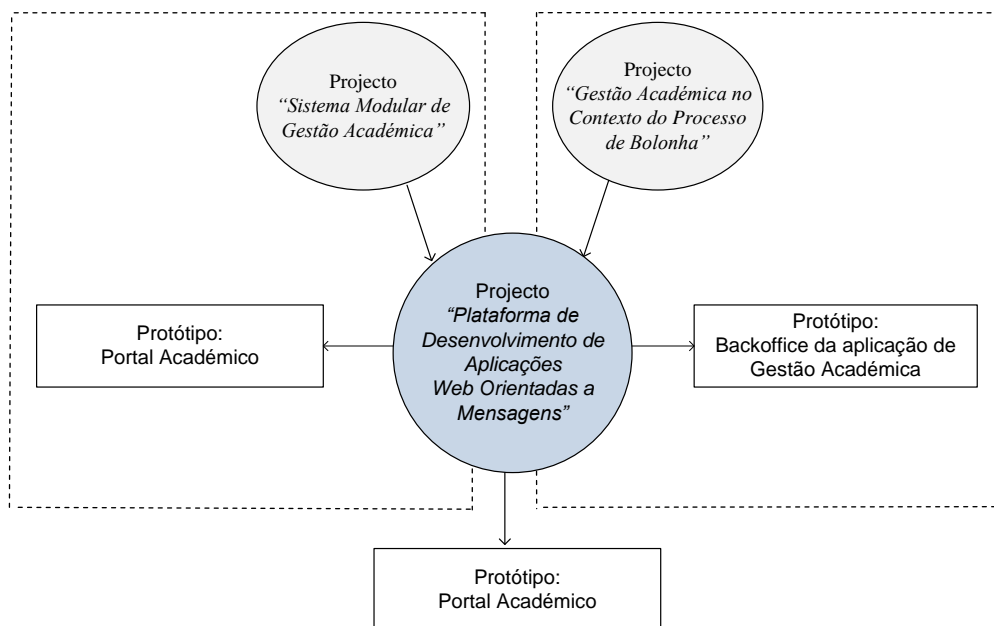 Projecto
“Sistema Modular de
Gestão Académica”
Projecto
“Gestão Académica no
Contexto do Processo
de Bolonha”
Projecto
“Plataforma de
Desenvolvimento de
Aplicações
Web Orientadas a
Mensagens”
Protótipo:
Portal Académico
Protótipo:
Backoffice da aplicação de
Gestão Académica
Protótipo:
Portal Académico